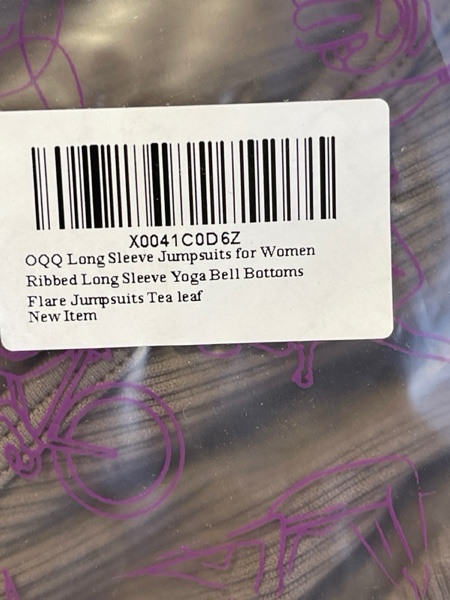 X0041C0D6Z
OQQ Long Sleeve Jumpsuits for Women
Ribbed Long Sleeve Yoga Bell Bottoms
Flare Jumpsuits Tea leaf
New Item